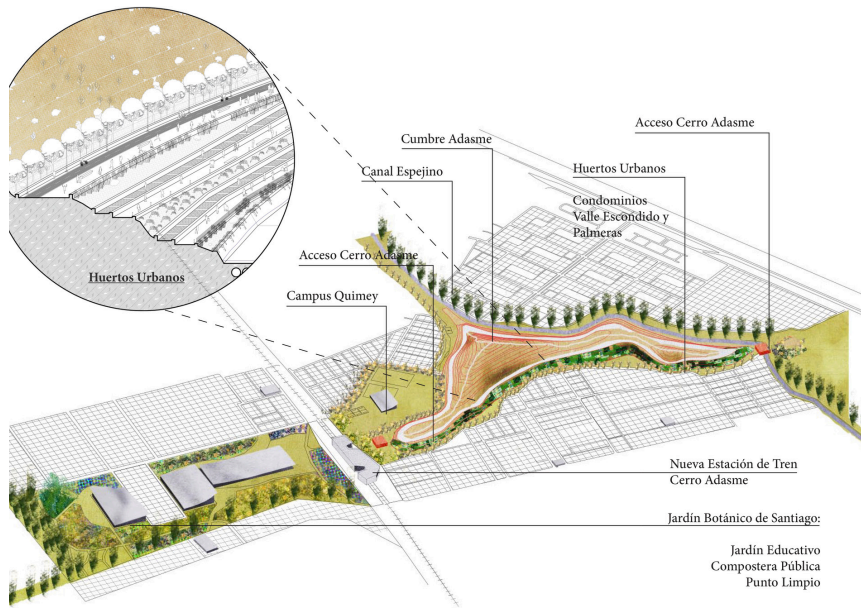 Acceso Cerro Adasme
Cumbre Adasme
Canal Espejino
Huertos Urbanos
Condominios
Valle Escondido y
Palmeras
Huertos Urbanos
Acceso Cerro Adasme
Campus Quimey
Nueva Estación de Tren
Cerro Adasme
Jardín Botánico de Santiago:
Jardín Educativo
Compostera Pública
Punto Limpio